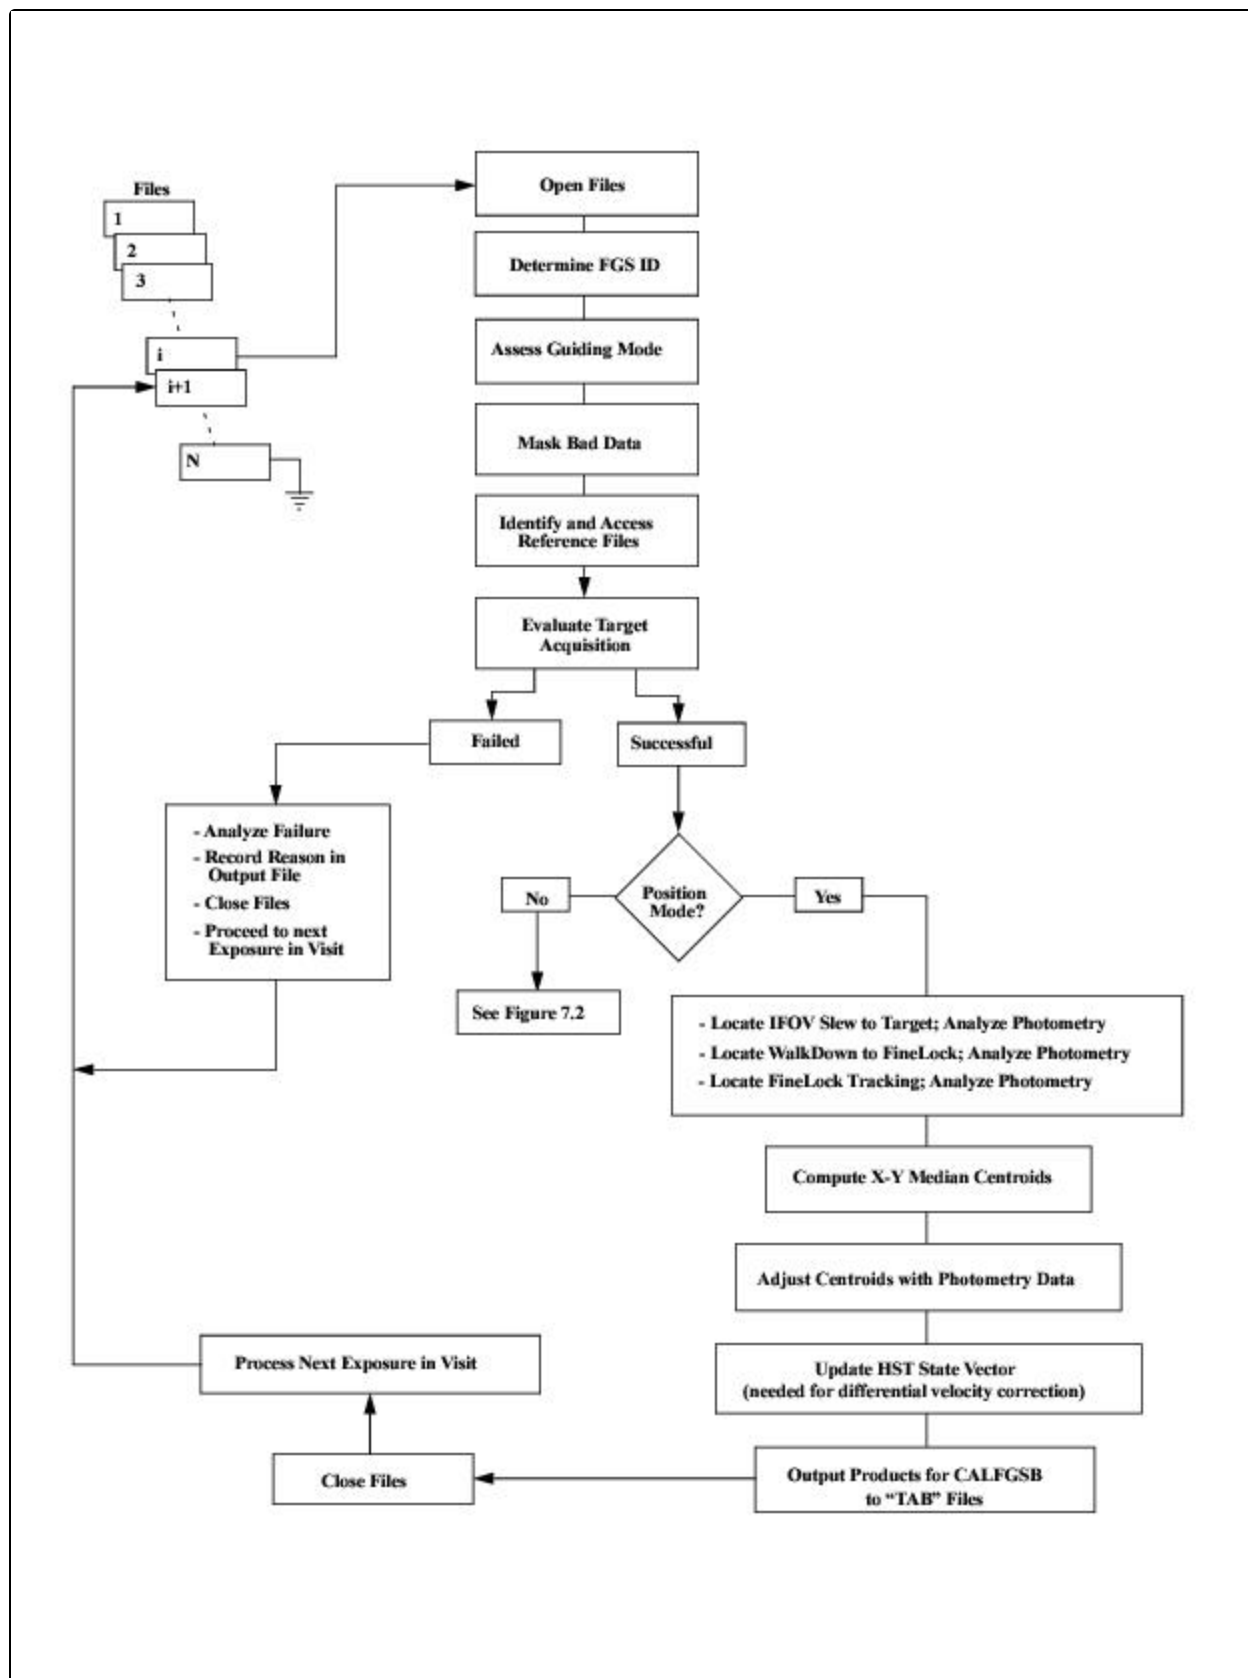 Files
1
2
3
i
i+1
N
Open Files
Determine FGS ID
Assess Guiding Mode
Mask Bad Data
Identify and Access
Reference Files
Evaluate Target
Acquisition
Failed
Successful
- Analyze Failure
- Record Reason in
Output File
- Close Files
- Proceed to next
Exposure in Visit
No
Position
Mode?
Yes
See Figure 7.2
- Locate IFOV Slew to Target; Analyze Photometry
- Locate WalkDown to FineLock; Analyze Photometry
- Locate FineLock Tracking; Analyze Photometry
Compute X-Y Median Centroids
Adjust Centroids with Photometry Data
Update HST State Vector
(needed for differential velocity correction)
Output Products for CALFGSB
to “TAB” Files
Close Files
Process Next Exposure in Visit